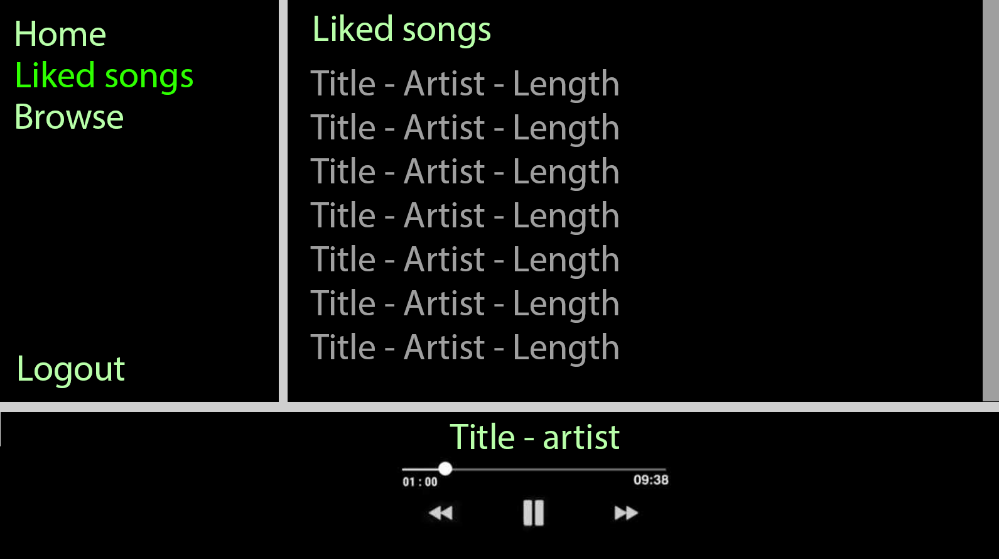 Home
Liked songs
Browse
Logout
Liked songs
Title - Artist - Length
Title - Artist - Length
Title - Artist - Length
Title - Artist - Length
Title - Artist - Length
Title - Artist - Length
Title - Artist - Length
Title - artist
01 : 00
09:38